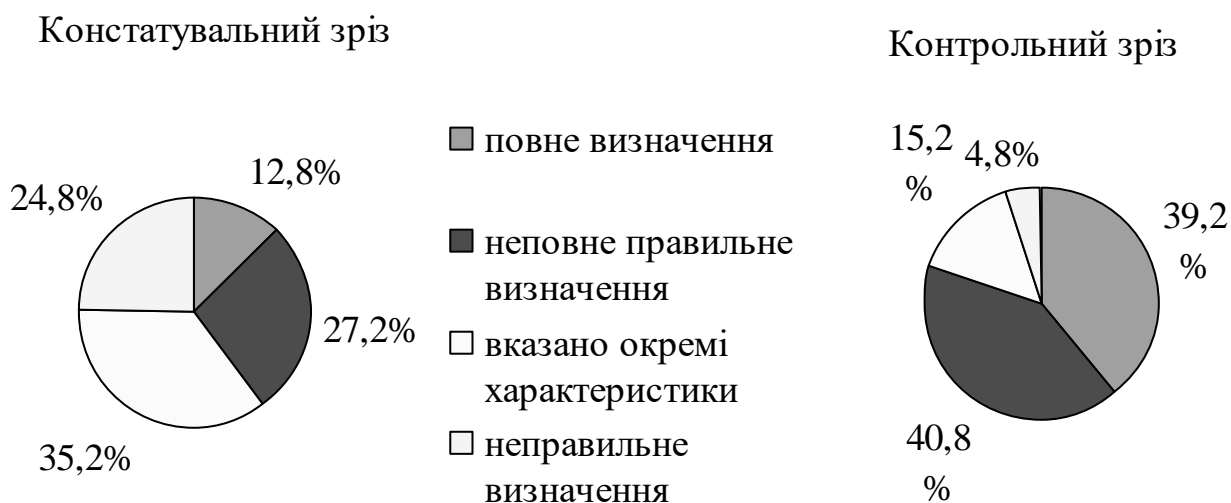 Констатувальний зріз
12,8%
24,8%
27,2%
35,2%
повне визначення
неповне правильне
визначення
вказано окремі
характеристики
неправильне
визначення
Контрольний зріз
15,2
%
4,8%
39,2
%
40,8
%